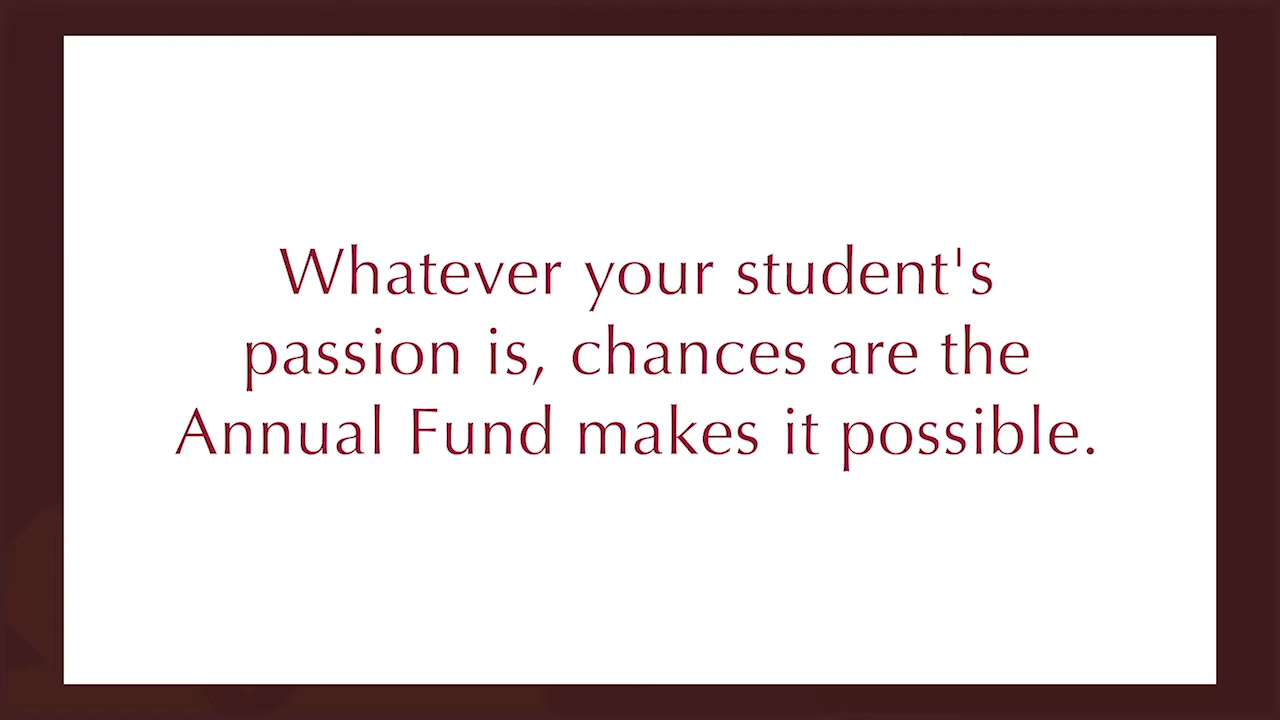 Whatever your student's
passion is, chances are the
Annual Fund makes it possible.